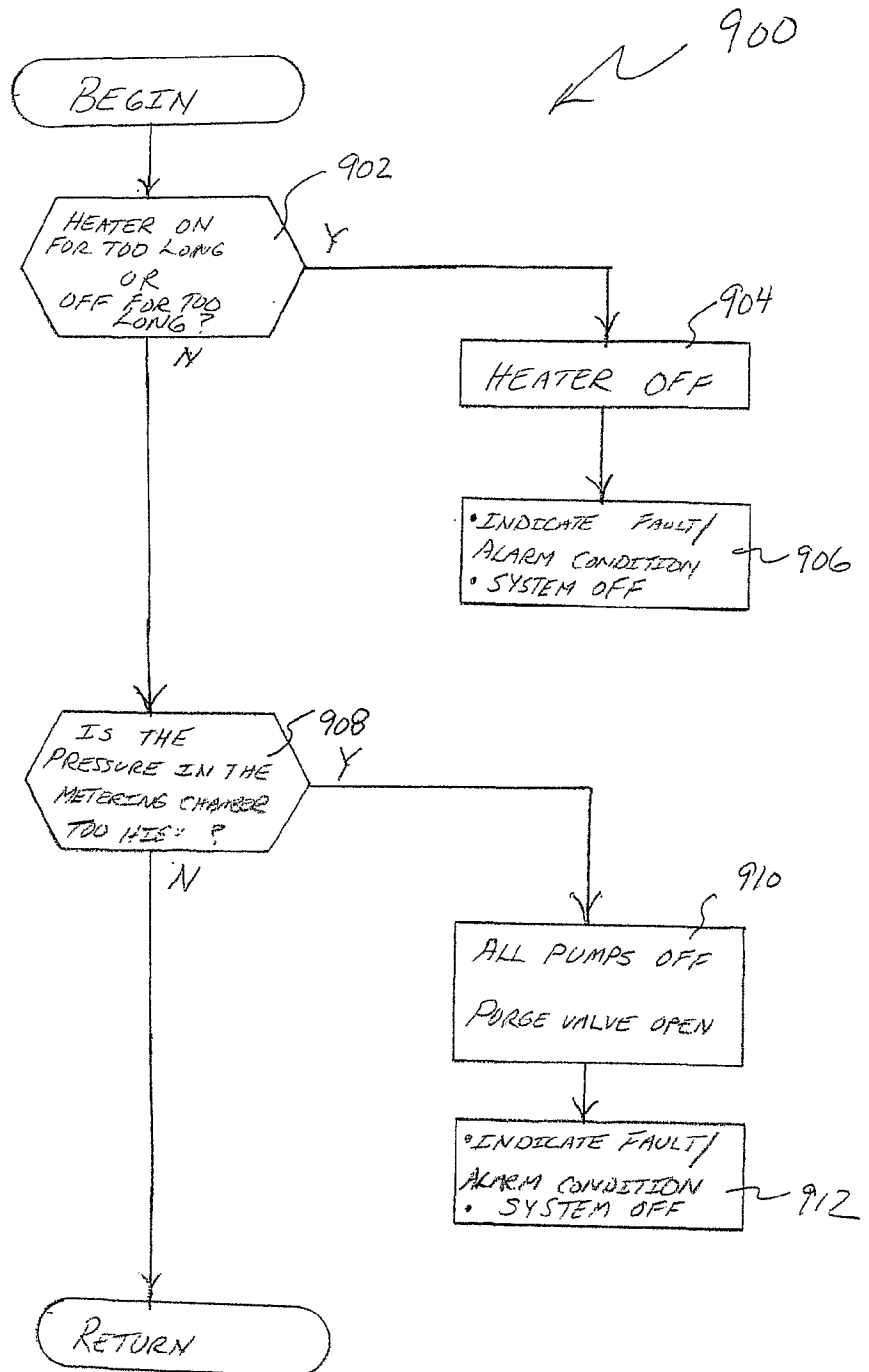 900
BEGIN
902
HEATER ON
FOR TOO LONG
OR
OFF FOR TOO
LONG?
Y
N
904
HEATER OFF
• INDICATE FAULT/
ALARM CONDITION
• SYSTEM OFF
906
908
IS THE
PRESSURE IN THE
METERING CHAMBER
TOO ?
Y
N
910
ALL PUMPS OFF
PURGE VALVE OPEN
• INDICATE FAULT/
ALARM CONDITION
• SYSTEM OFF
912
RETURN